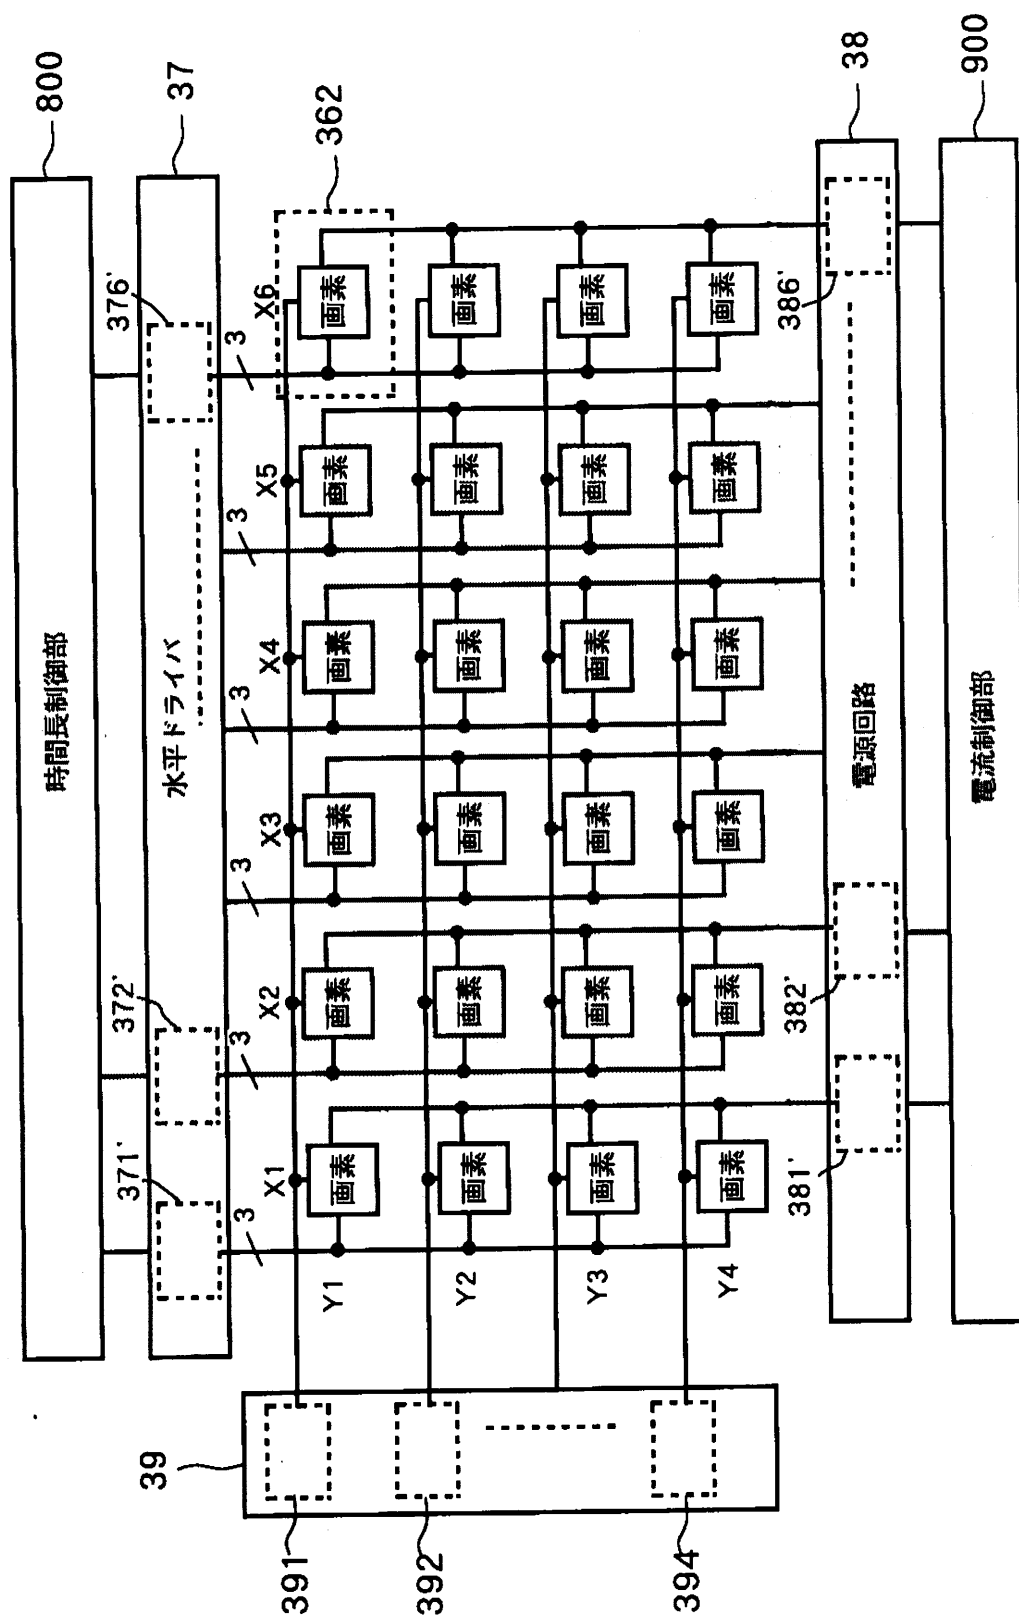 時間長制御部
800
水平ドライバ
37
371'
372'
376'
3
3
3
3
3
3
362
X1
X2
X3
X4
X5
X6
Y1
画素
画素
画素
画素
画素
画素
Y2
画素
画素
画素
画素
画素
画素
Y3
画素
画素
画素
画素
画素
画素
Y4
画素
画素
画素
画素
画素
画素
39
391
392
394
381'
382'
386'
電源回路
38
電流制御部
900